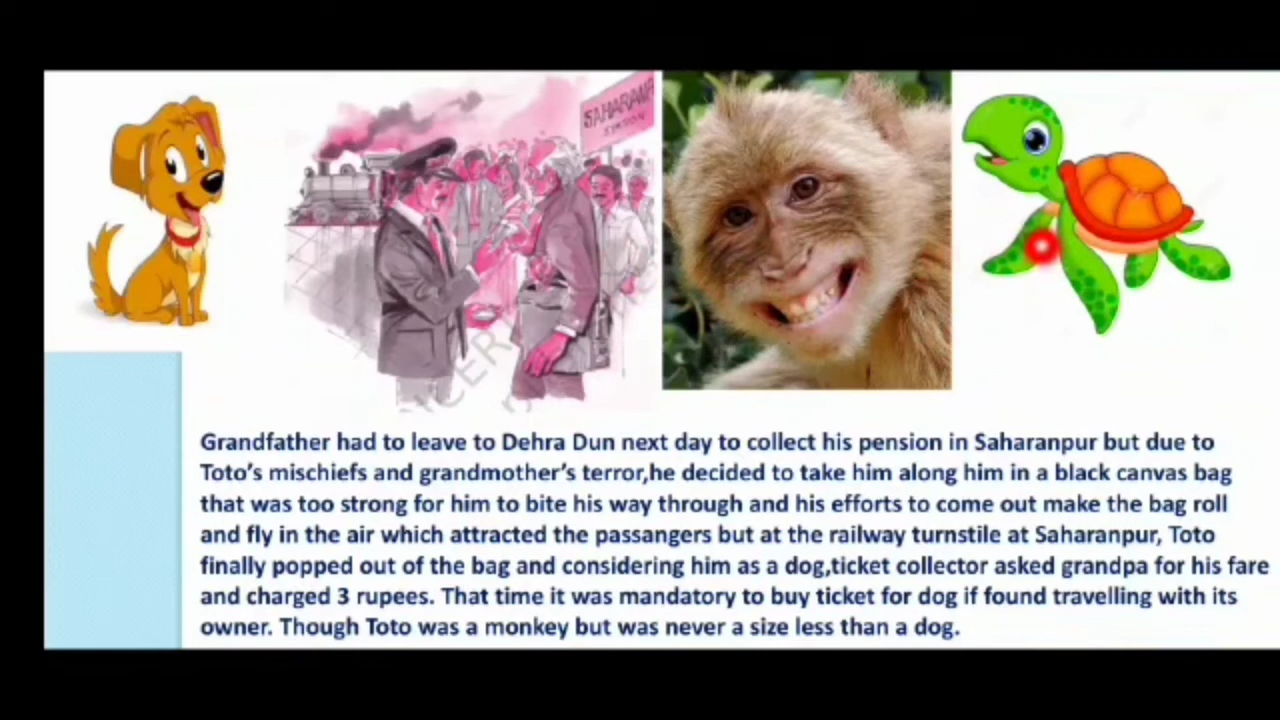 SAHARANP
STATION
Grandfather had to leave to Dehra Dun next day to collect his pension in Saharanpur but due to
Toto's mischiefs and grandmother's terror,he decided to take him along him in a black canvas bag
that was too strong for him to bite his way through and his efforts to come out make the bag roll
and fly in the air which attracted the passangers but at the railway turnstile at Saharanpur, Toto
finally popped out of the bag and considering him as a dog,ticket collector asked grandpa for his fare
and charged 3 rupees. That time it was mandatory to buy ticket for dog if found travelling with its
owner. Though Toto was a monkey but was never a size less than a dog.